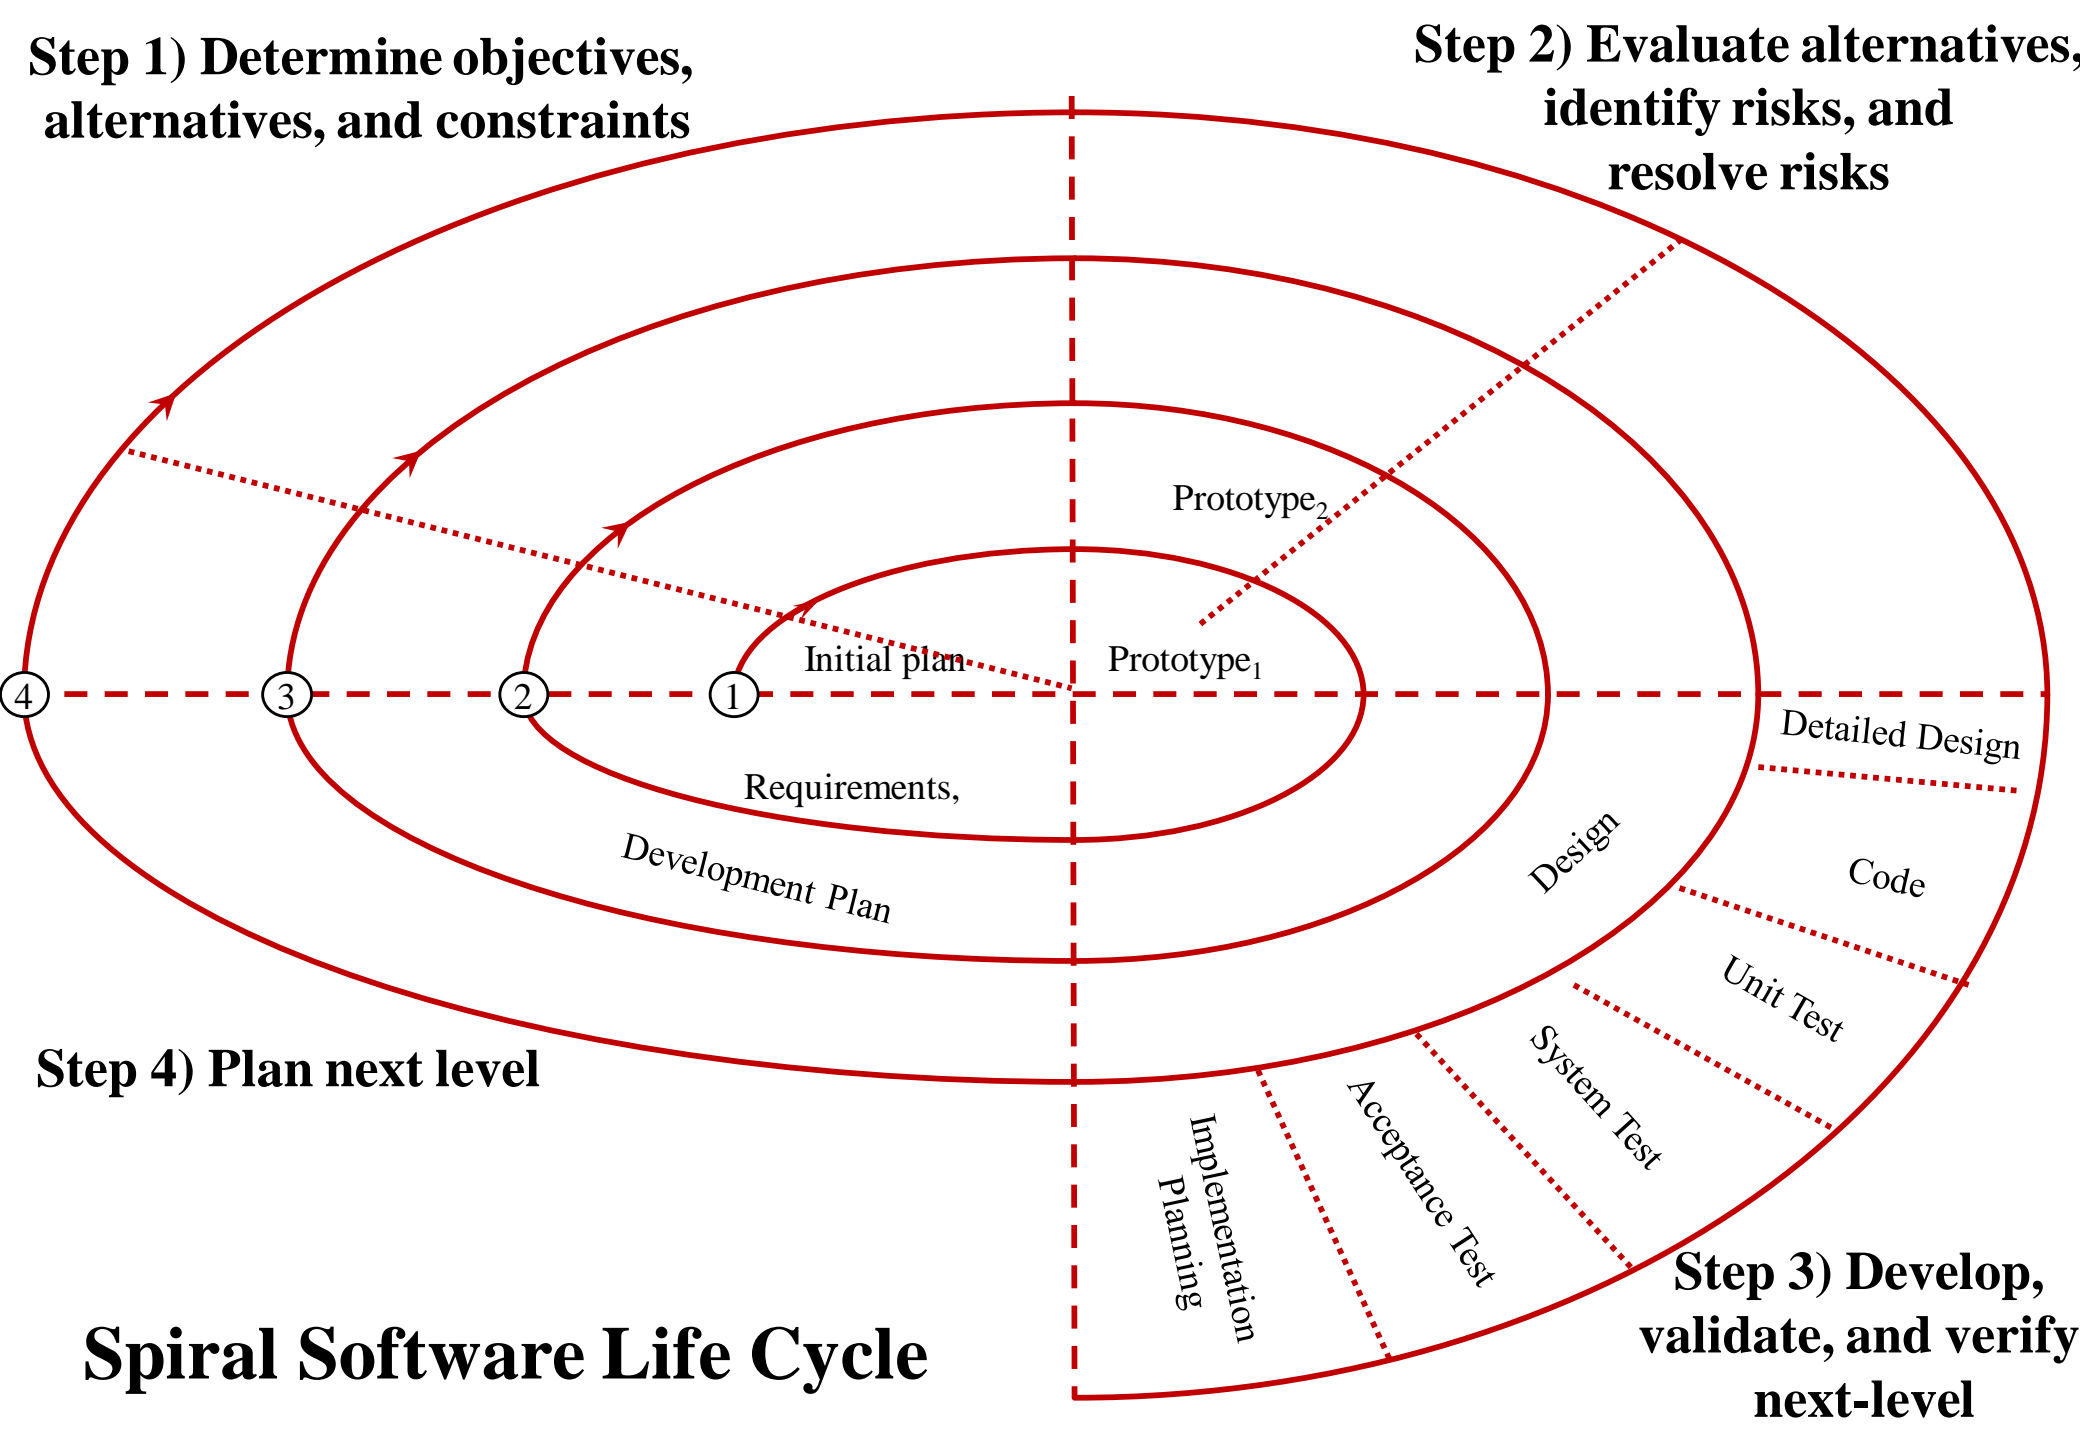 Step 1) Determine objectives,
alternatives, and constraints
Step 2) Evaluate alternatives,
identify risks, and
resolve risks
Prototype₂
Initial plan
Prototype₁
4
3
2
1
Detailed Design
Requirements,
Design
Development Plan
Code
Unit Test
System Test
Acceptance Test
Implementation
Planning
Step 4) Plan next level
Step 3) Develop,
validate, and verify
next-level
Spiral Software Life Cycle